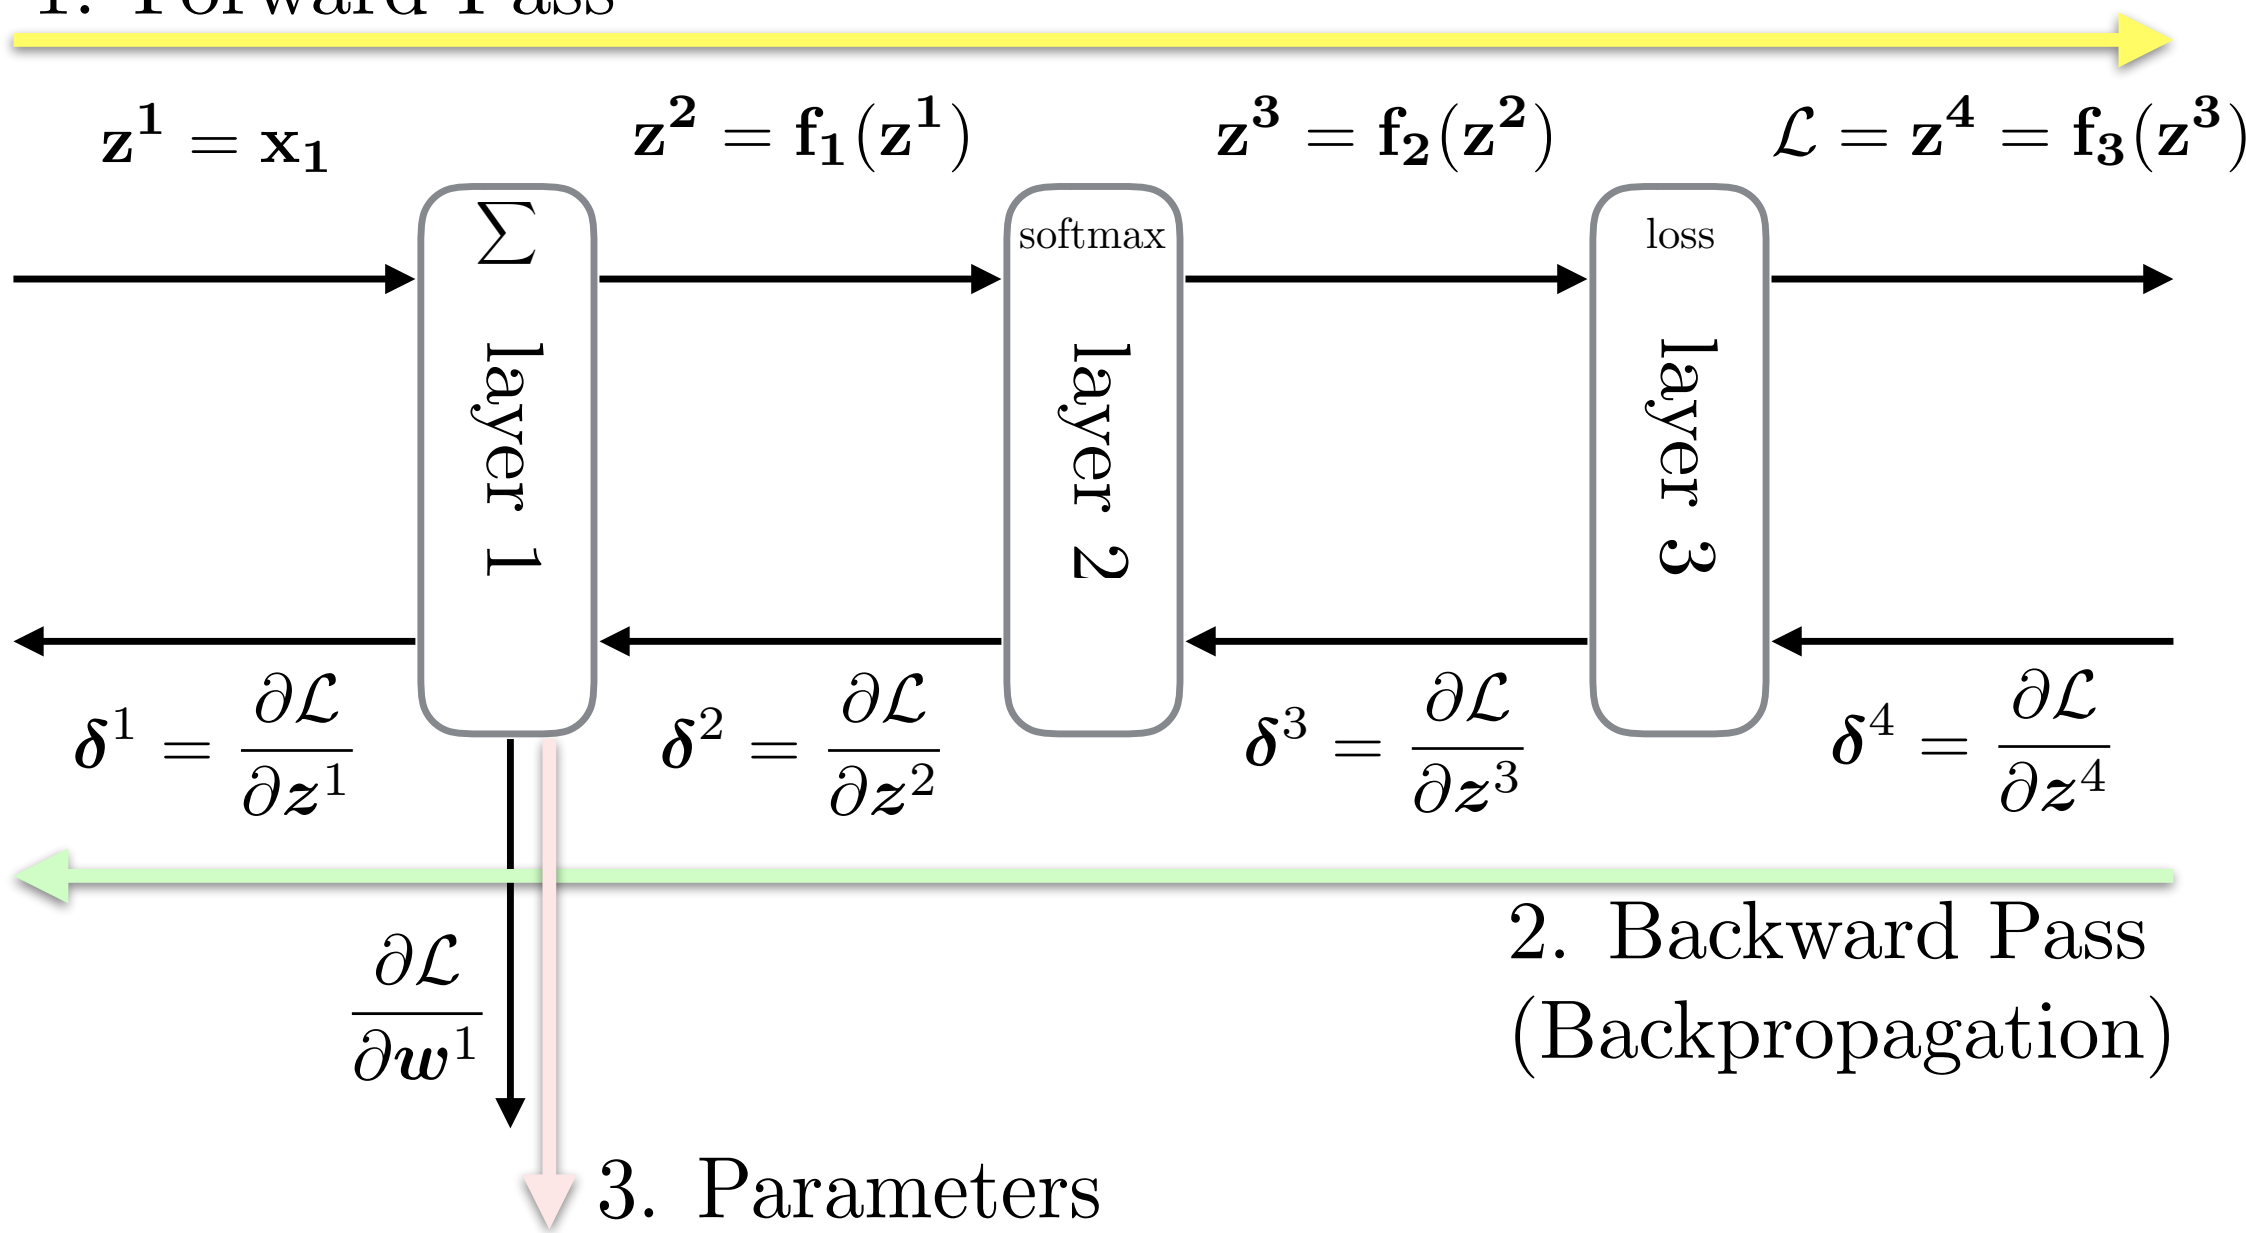 1. Forward Pass
z¹ = x₁
z² = f₁(z¹)
z³ = f₂(z²)
ℒ = z⁴ = f₃(z³)
∑
softmax
loss
layer 1
layer 2
layer 3
δ¹ = ∂ℒ/∂z¹
δ² = ∂ℒ/∂z²
δ³ = ∂ℒ/∂z³
δ⁴ = ∂ℒ/∂z⁴
2. Backward Pass
(Backpropagation)
∂ℒ/∂w¹
3. Parameters